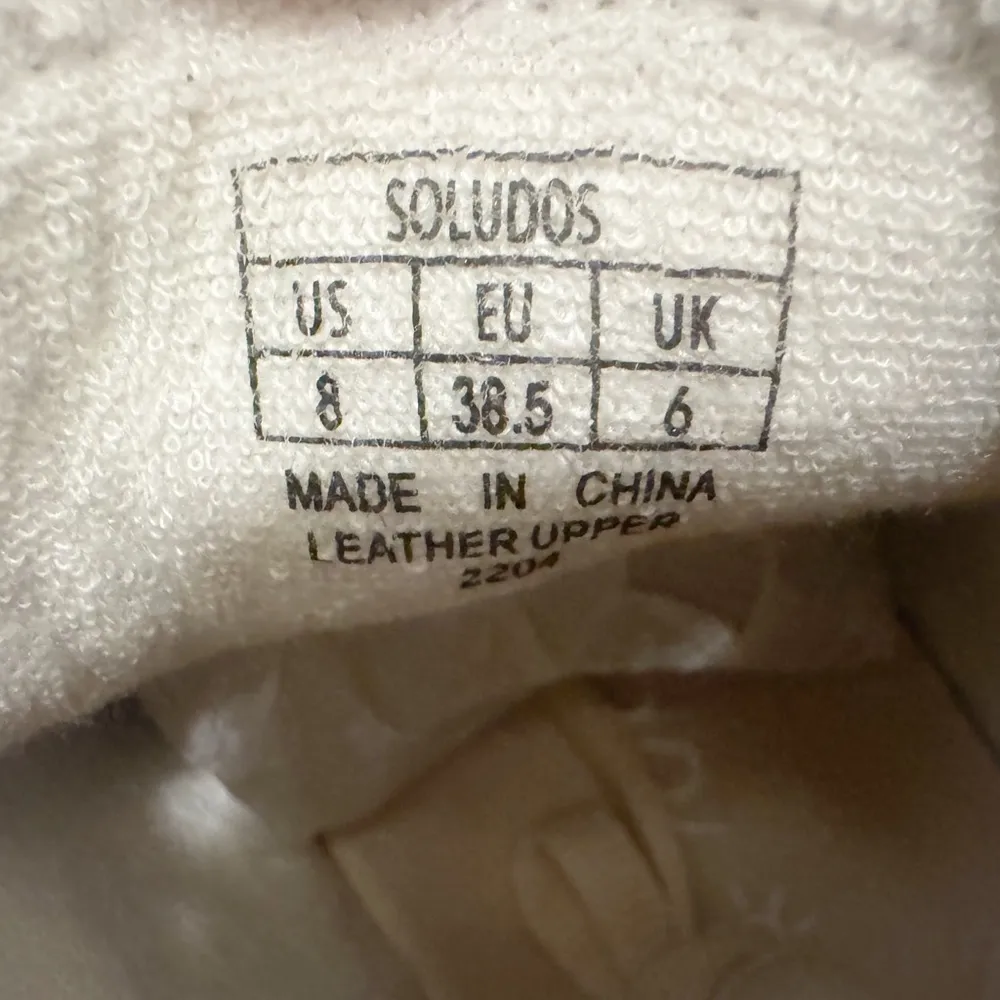 SOLUDOS
US EU UK
8 38.5 6
MADE IN CHINA
LEATHER UPPER
2204